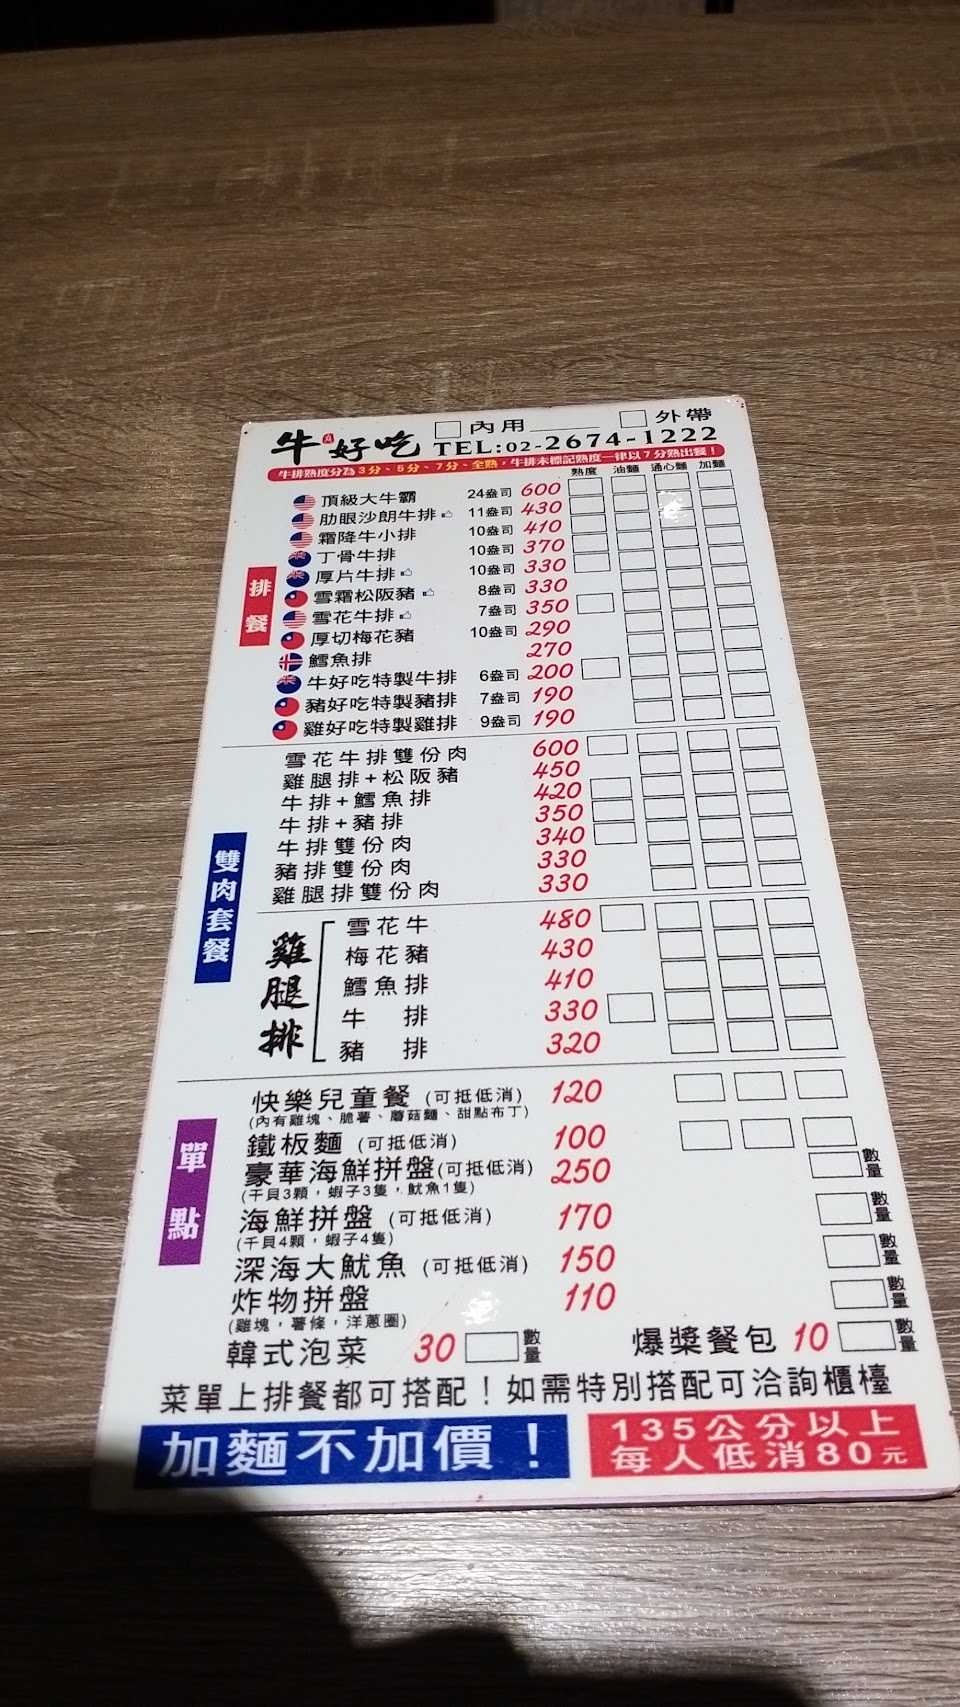 牛好吃 □內用____ □外帶
TEL:02-2674-1222
牛排熟度分為3分、5分、7分、全熟，牛排未標記熟度一律以7分熟出餐！
熟度 油麵 通心麵 加麵
排餐
頂級大牛霸 24盎司 600
肋眼沙朗牛排 11盎司 430
霜降牛小排 10盎司 410
丁骨牛排 10盎司 370
厚片牛排 10盎司 330
雪霜松阪豬 8盎司 330
雪花牛排 7盎司 350
厚切梅花豬 10盎司 290
鱈魚排 270
牛好吃特製牛排 6盎司 200
豬好吃特製豬排 7盎司 190
雞好吃特製雞排 9盎司 190
雙肉套餐
雪花牛排雙份肉 600
雞腿排+松阪豬 450
牛排+鱈魚排 420
牛排+豬排 350
牛排雙份肉 340
豬排雙份肉 330
雞腿排雙份肉 330
雞腿排
雪花牛 480
梅花豬 430
鱈魚排 410
牛 排 330
豬 排 320
單點
快樂兒童餐 (可抵低消) 120
(內有雞塊、脆薯、蘑菇麵、甜點布丁)
鐵板麵 (可抵低消) 100
豪華海鮮拼盤(可抵低消) 250 數量
(干貝3顆，蝦子3隻，魷魚1隻)
海鮮拼盤 (可抵低消) 170 數量
(干貝4顆，蝦子4隻)
深海大魷魚 (可抵低消) 150 數量
炸物拼盤 110 數量
(雞塊，薯條，洋蔥圈)
韓式泡菜 30 數量 爆漿餐包 10 數量
菜單上排餐都可搭配！如需特別搭配可洽詢櫃檯
加麵不加價！
135公分以上
每人低消80元